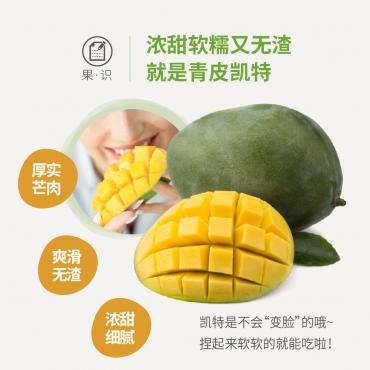 果·识
浓甜软糯又无渣
就是青皮凯特
厚实
芒肉
爽滑
无渣
浓甜
细腻
凯特是不会“变脸”的哦~
捏起来软软的就能吃啦！